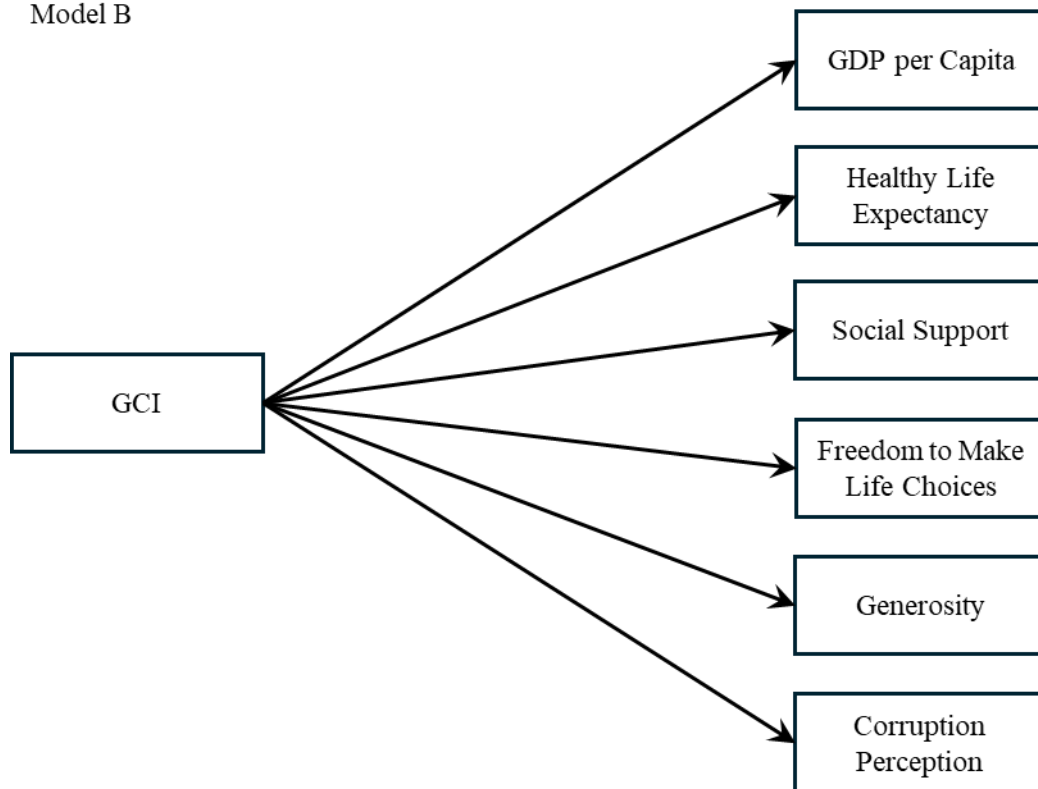 Model B
GDP per Capita
Healthy Life
Expectancy
Social Support
GCI
Freedom to Make
Life Choices
Generosity
Corruption
Perception